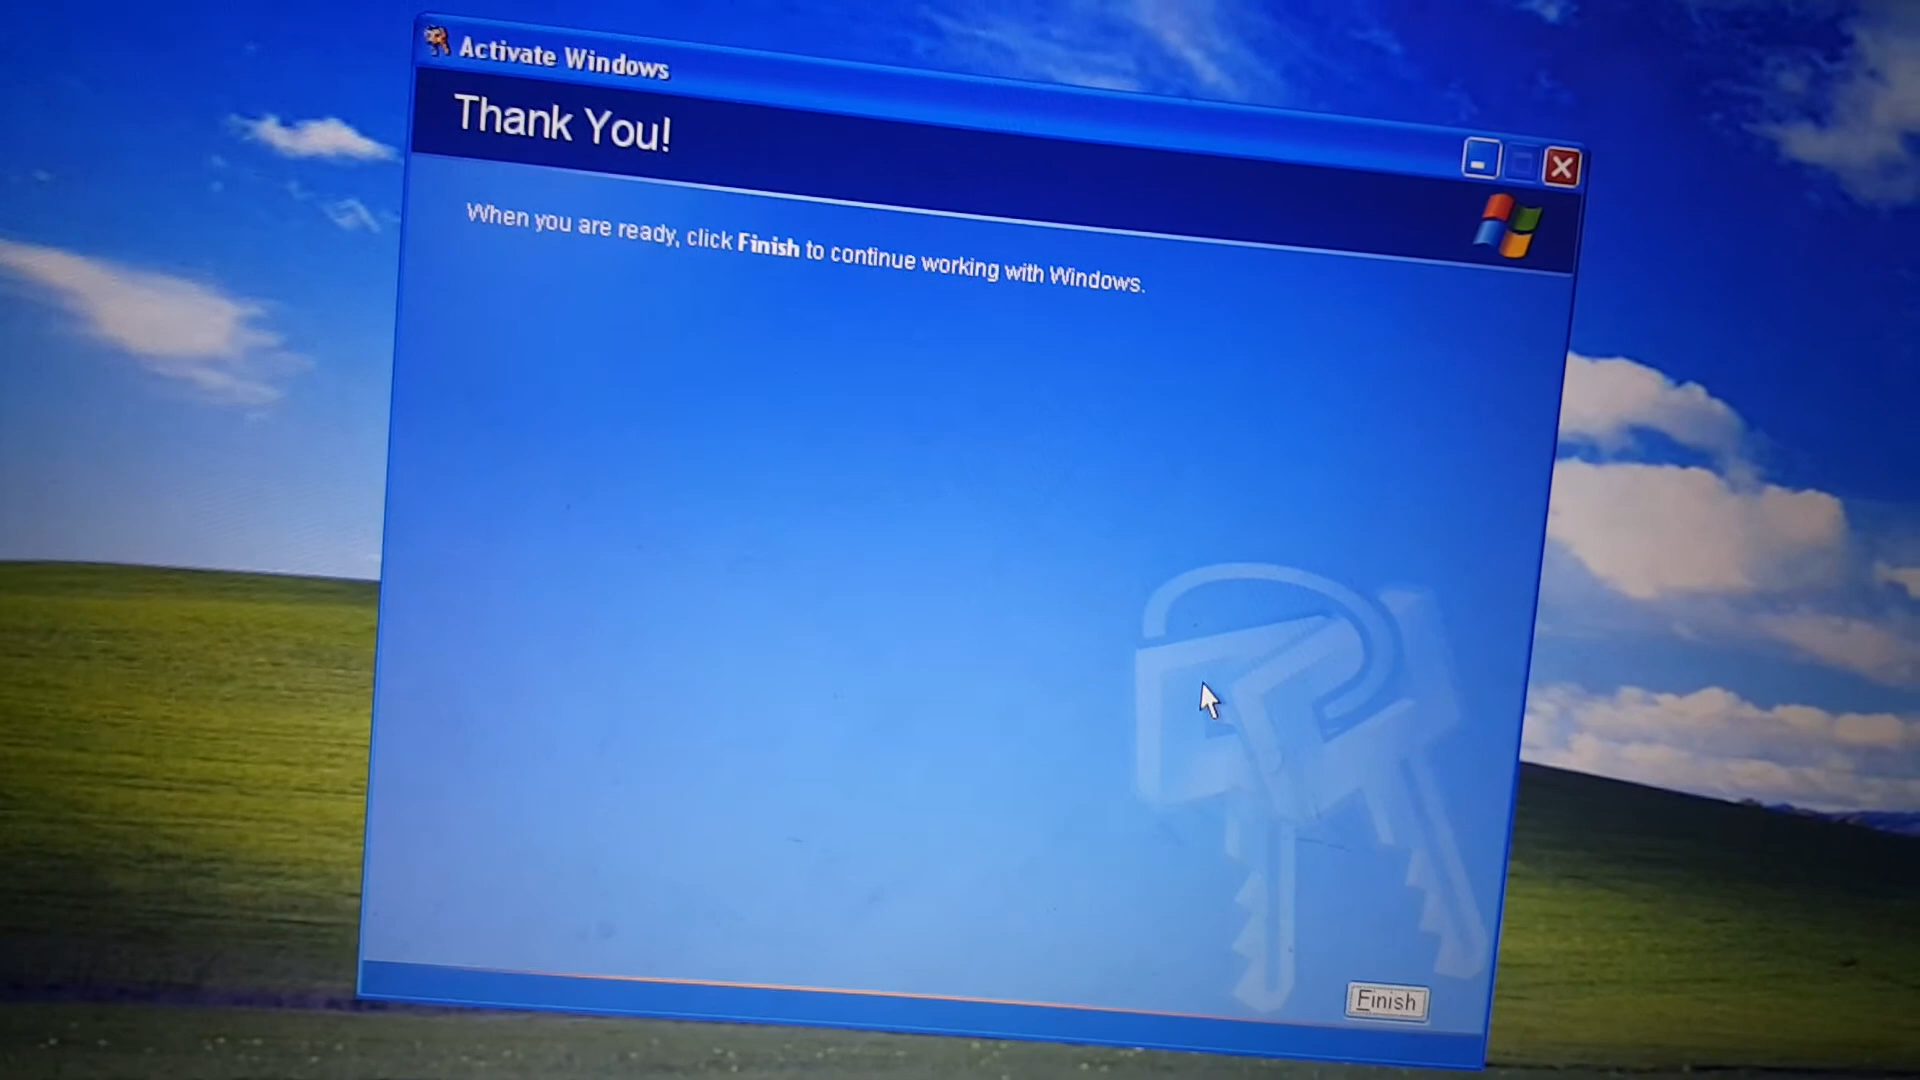 Activate Windows
Thank You!
When you are ready, click Finish to continue working with Windows.
Finish